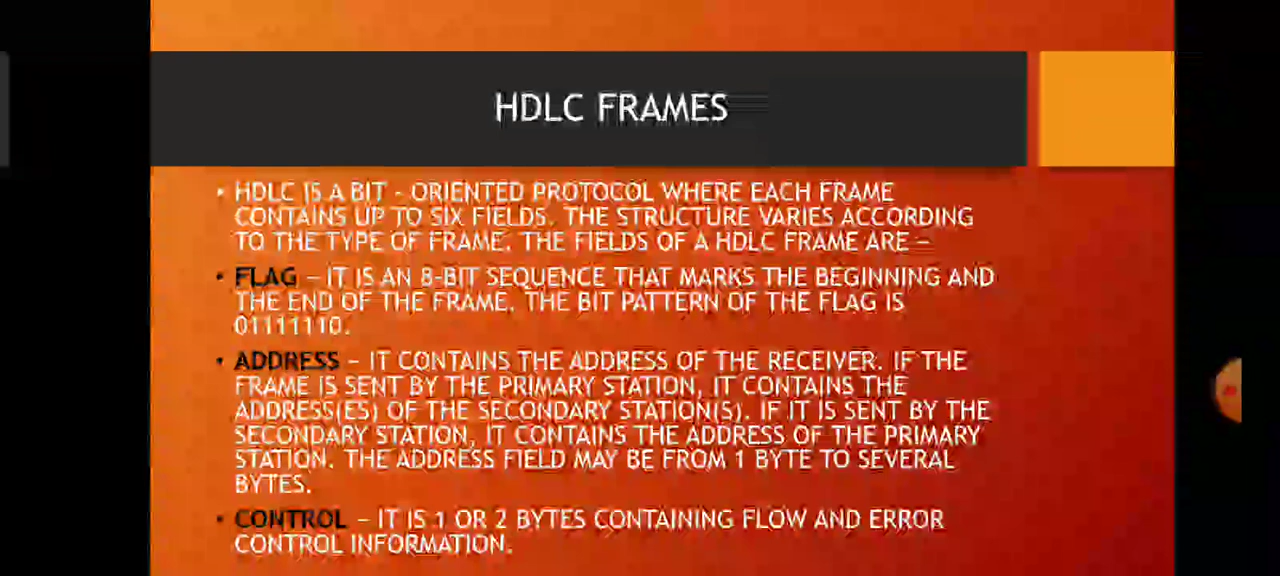 HDLC FRAMES
• HDLC IS A BIT - ORIENTED PROTOCOL WHERE EACH FRAME
CONTAINS UP TO SIX FIELDS. THE STRUCTURE VARIES ACCORDING
TO THE TYPE OF FRAME. THE FIELDS OF A HDLC FRAME ARE –
• FLAG – IT IS AN 8-BIT SEQUENCE THAT MARKS THE BEGINNING AND
THE END OF THE FRAME. THE BIT PATTERN OF THE FLAG IS
01111110.
• ADDRESS – IT CONTAINS THE ADDRESS OF THE RECEIVER. IF THE
FRAME IS SENT BY THE PRIMARY STATION, IT CONTAINS THE
ADDRESS(ES) OF THE SECONDARY STATION(S). IF IT IS SENT BY THE
SECONDARY STATION, IT CONTAINS THE ADDRESS OF THE PRIMARY
STATION. THE ADDRESS FIELD MAY BE FROM 1 BYTE TO SEVERAL
BYTES.
• CONTROL – IT IS 1 OR 2 BYTES CONTAINING FLOW AND ERROR
CONTROL INFORMATION.